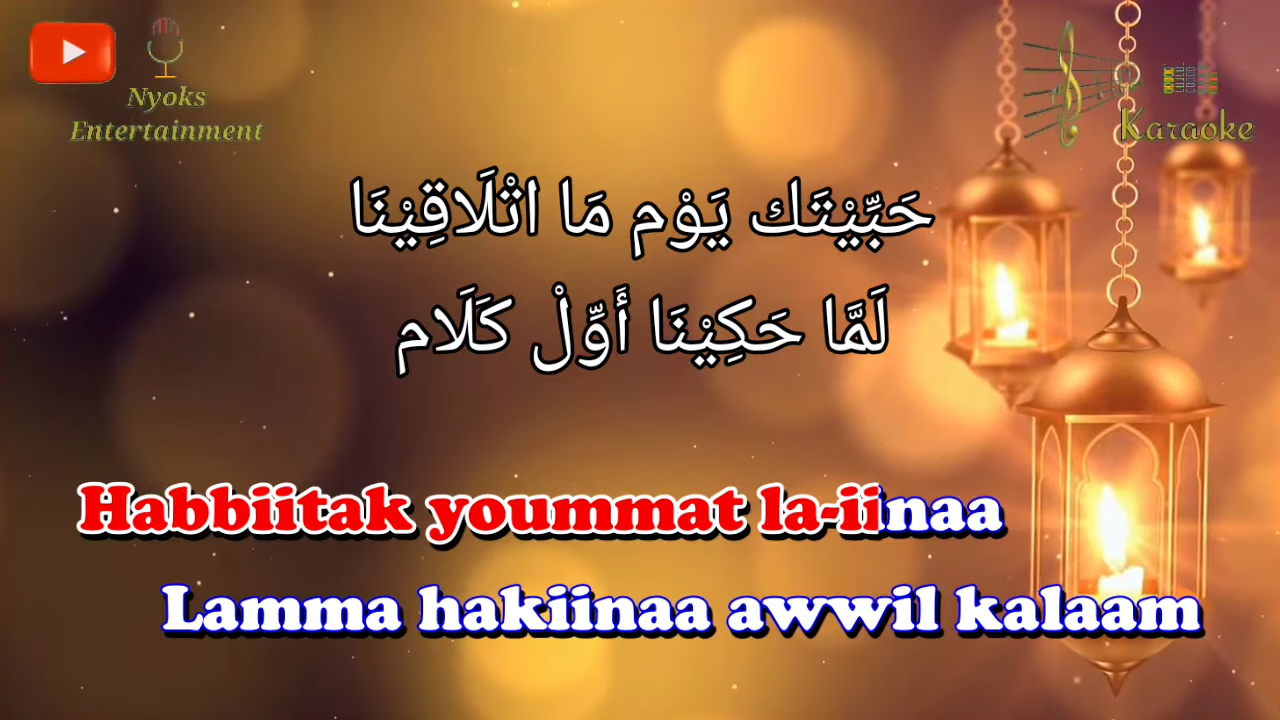 Nyoks
Entertainment
Karaoke
حَبِّيْتَك يَوْم مَا اتْلَاقِيْنَا
لَمَّا حَكِيْنَا أَوِّلْ كَلَام
Habbiitak yoummat la-iinaa
Lamma hakiinaa awwil kalaam